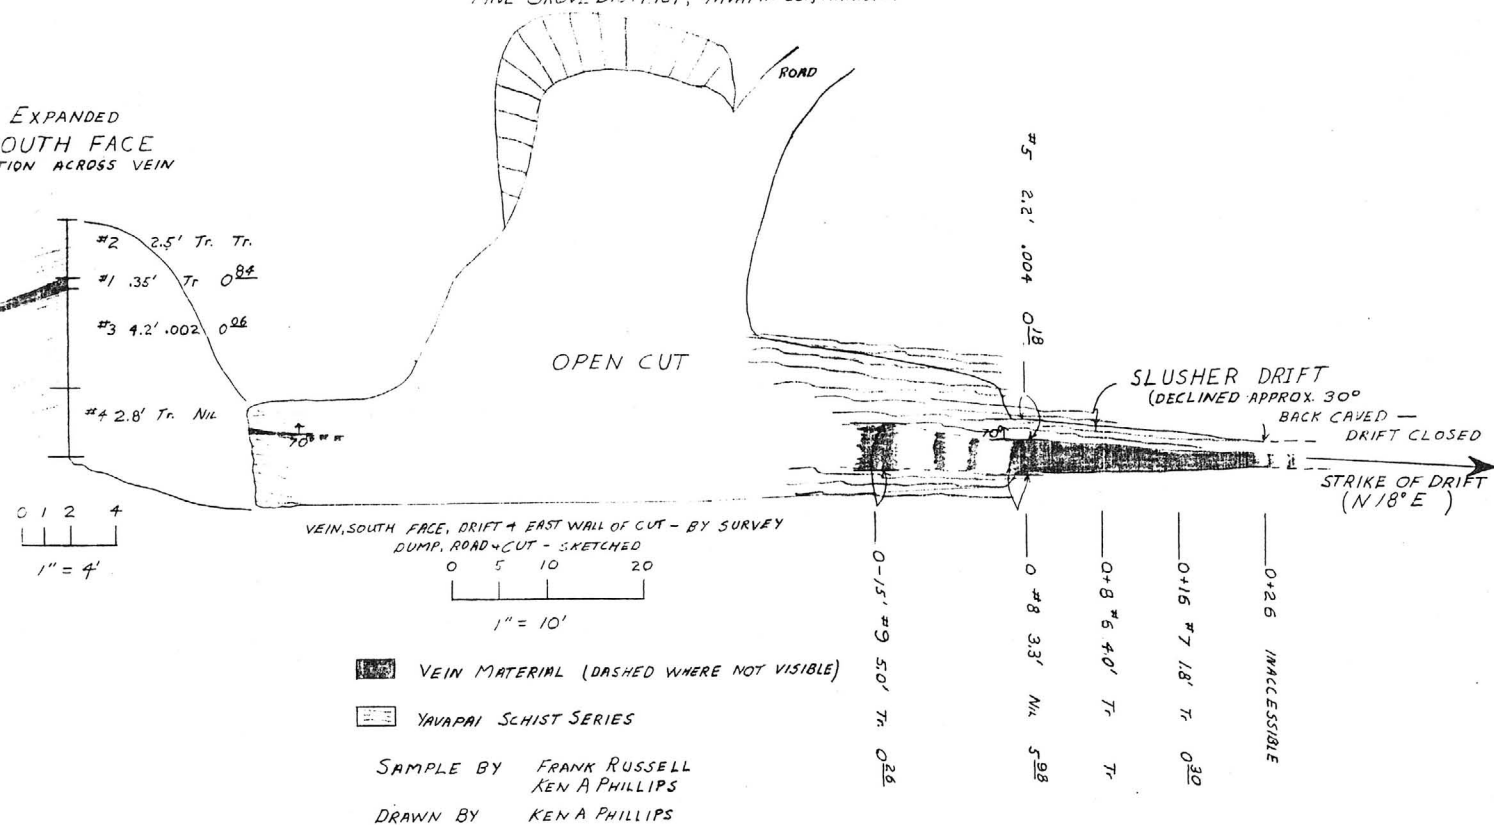 EXPANDED
OUTH FACE
TION ACROSS VEIN
#2 2.5' Tr. Tr.
#1 .35' Tr 0 84
#3 4.2' .002 0 06
#4 2.8' Tr. NIL
0 1 2 4
1" = 4'
ROAD
OPEN CUT
70°
#5 2.2' .004 0 18
SLUSHER DRIFT
(DECLINED APPROX. 30°
BACK CAVED —
DRIFT CLOSED
70°
STRIKE OF DRIFT
(N 18° E )
VEIN, SOUTH FACE, DRIFT + EAST WALL OF CUT - BY SURVEY
DUMP, ROAD + CUT - SKETCHED
0 5 10 20
1" = 10'
0-15' #9 5.0' Tr. 0 26
0 #8 3.3' NIL 5 98
0+8 #6 4.0' Tr Tr
0+16 #7 1.8' Tr 0 30
0+26 INACCESSIBLE
VEIN MATERIAL (DASHED WHERE NOT VISIBLE)
YAVAPAI SCHIST SERIES
SAMPLE BY FRANK RUSSELL
KEN A PHILLIPS
DRAWN BY KEN A PHILLIPS